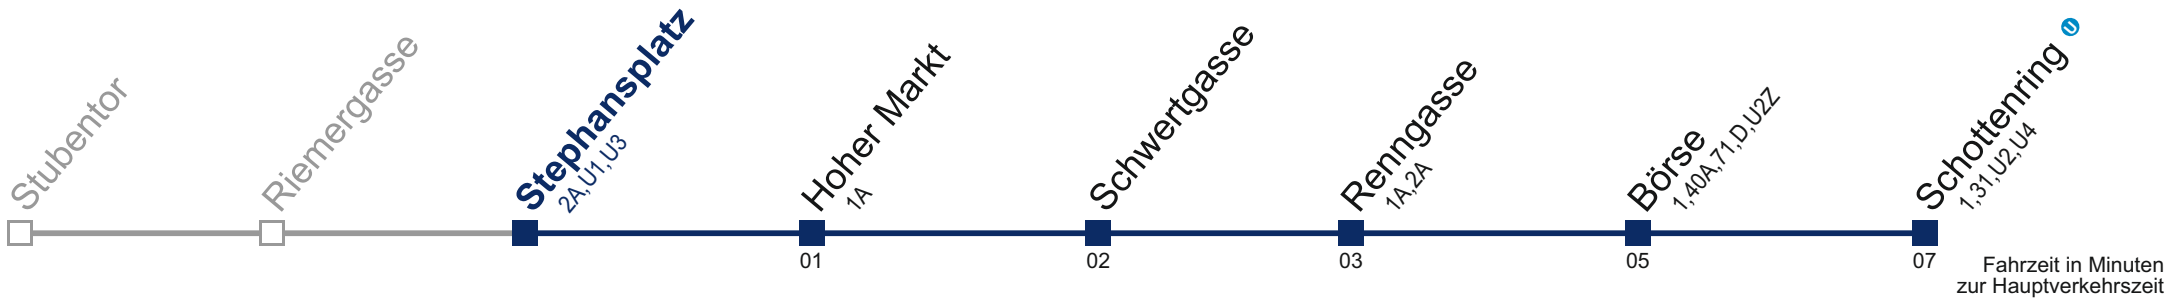 Stubentor
Riemergasse
Stephansplatz
2A,U1,U3
Hoher Markt
1A
Schwertgasse
Renngasse
1A,2A
Börse
1,40A,71,D,U2Z
Schottenring U
1,31,U2,U4
01
02
03
05
07
Fahrzeit in Minuten
zur Hauptverkehrszeit